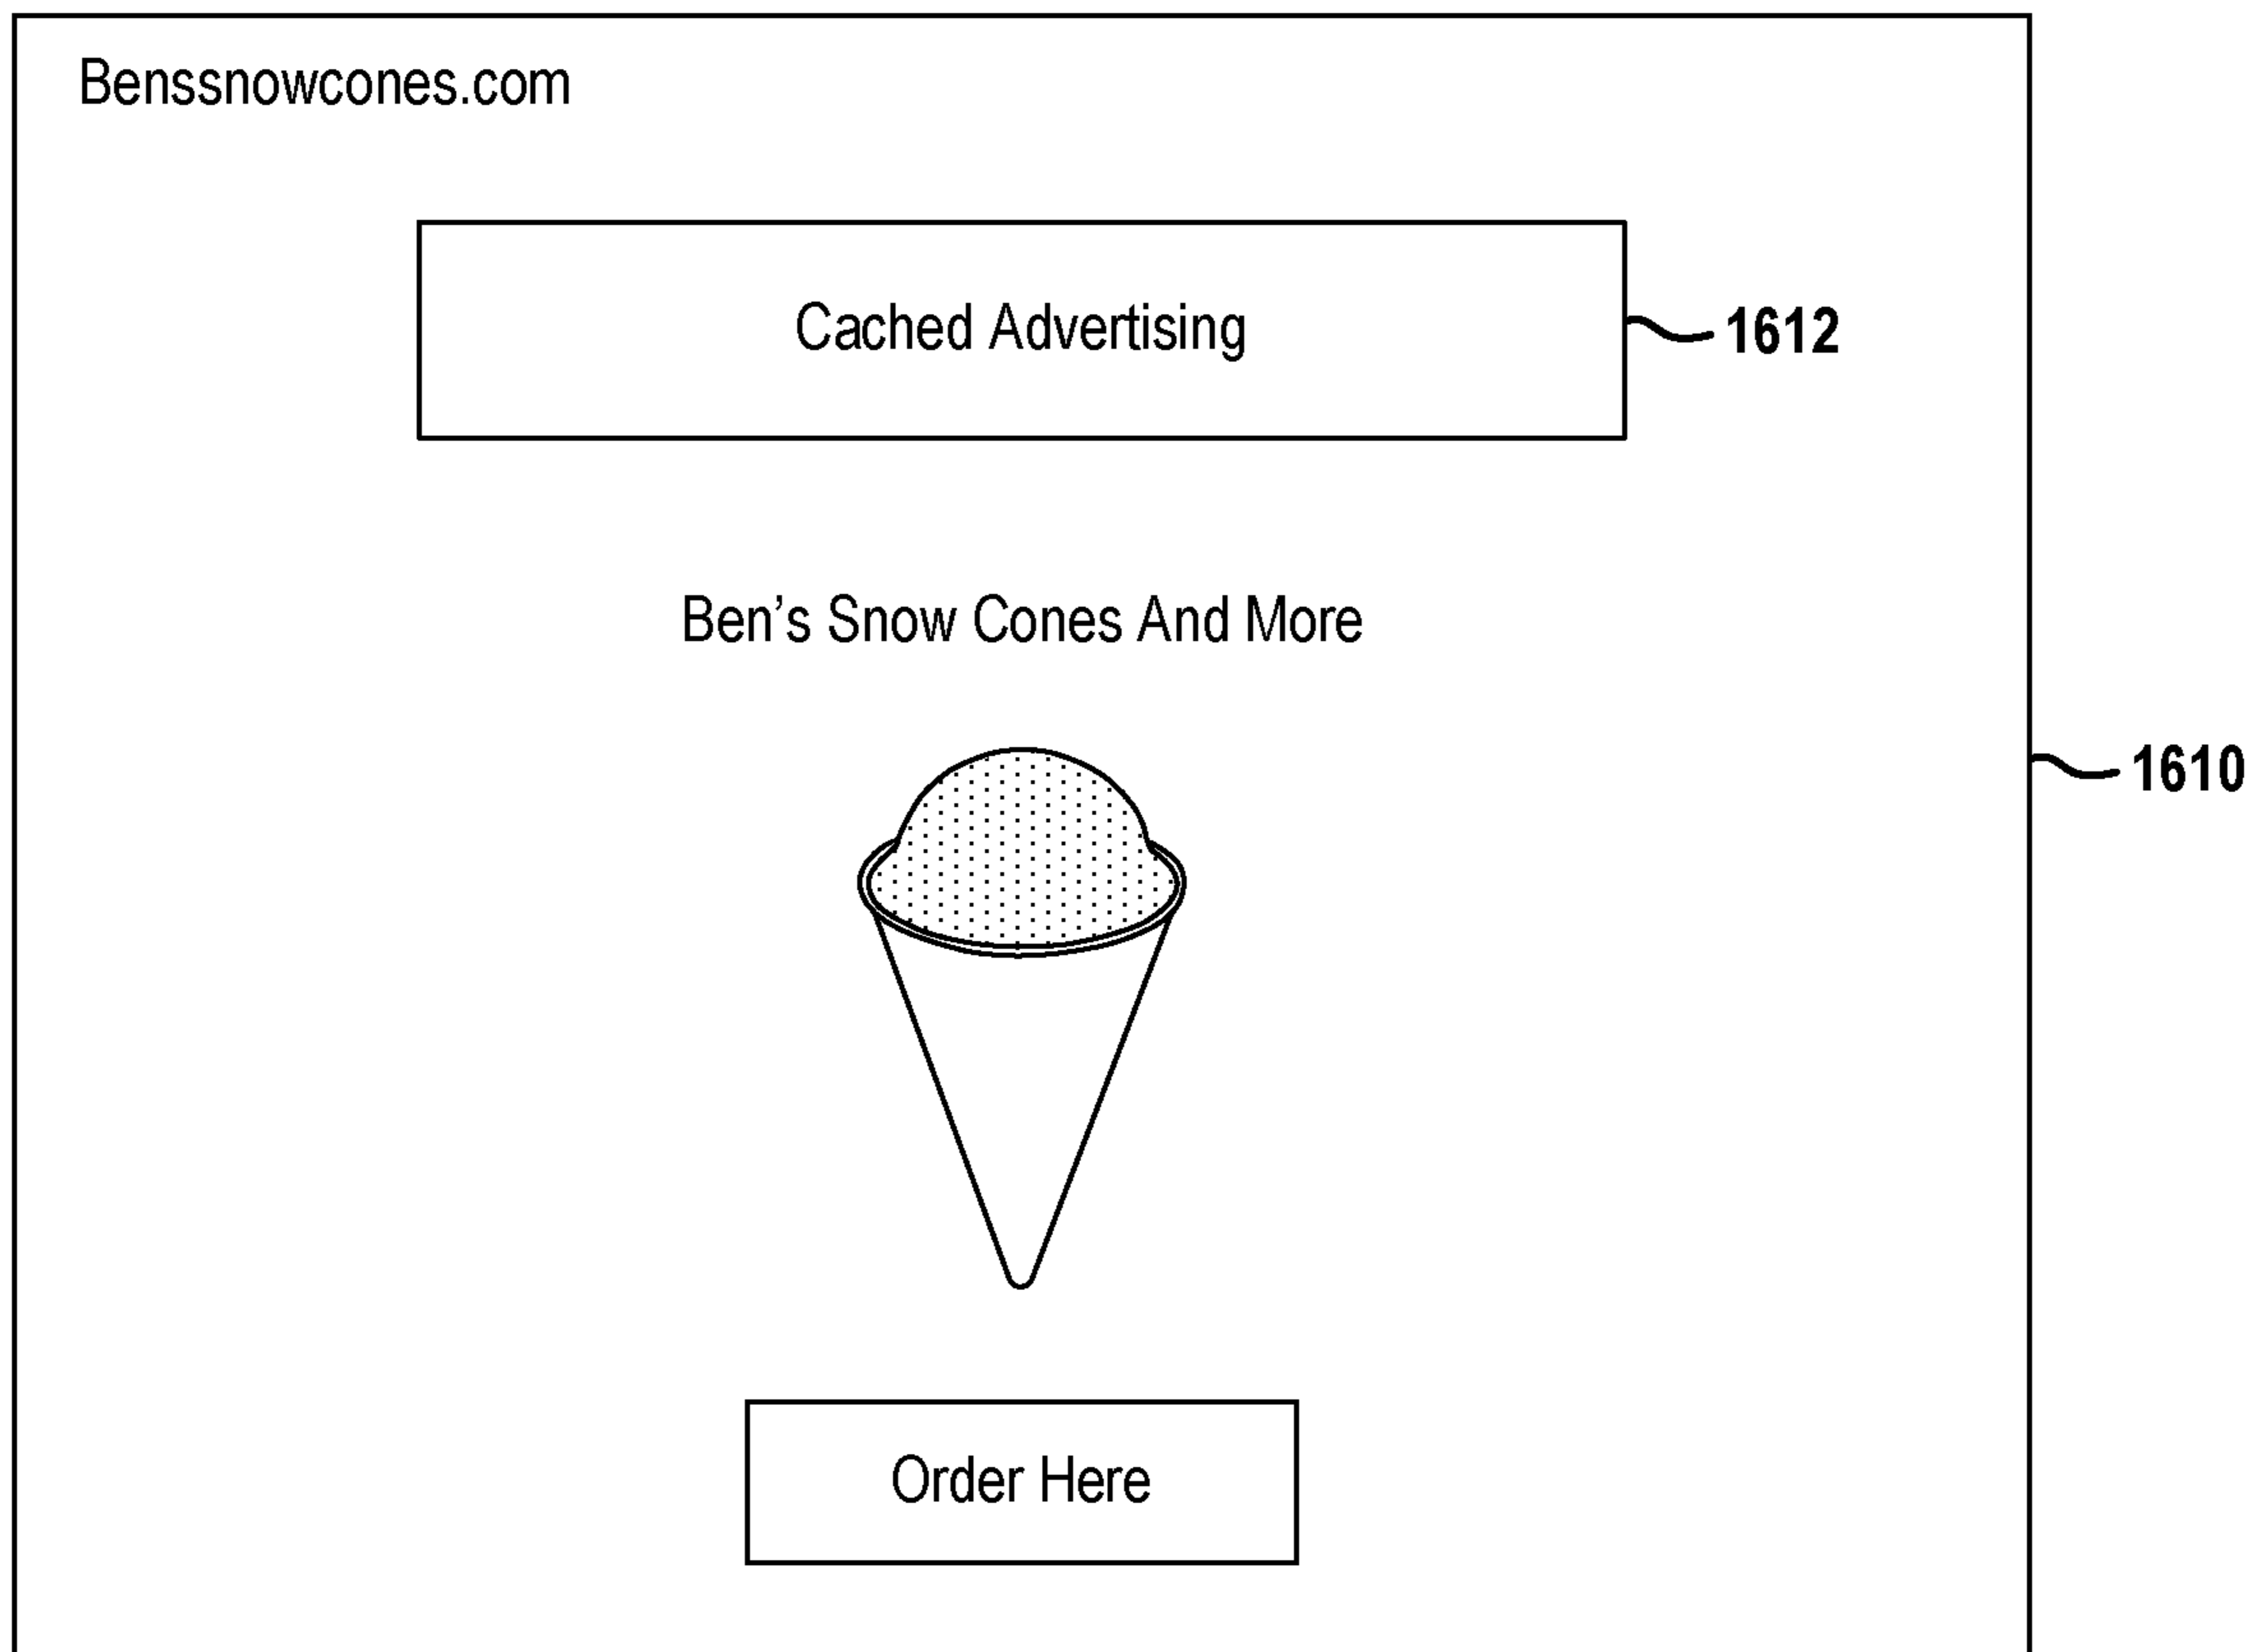 Benssnowcones.com
Cached Advertising
1612
Ben's Snow Cones And More
1610
Order Here